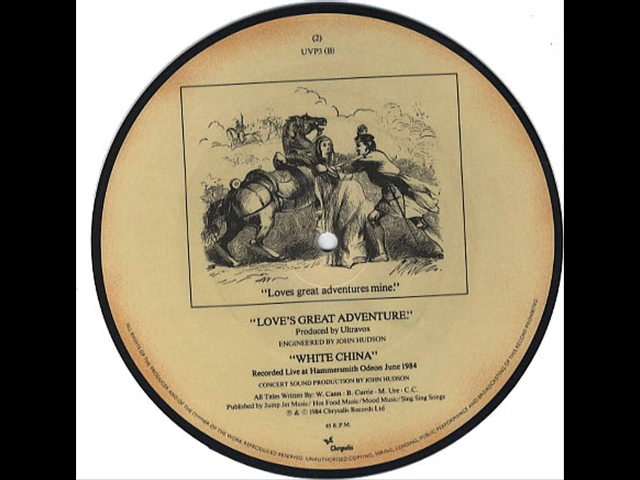 (2)
UVP3 (B)
"Loves great adventures mine!"
"LOVE'S GREAT ADVENTURE."
Produced by Ultravox
ENGINEERED BY JOHN HUDSON
"WHITE CHINA"
Recorded Live at Hammersmith Odeon June 1984
CONCERT SOUND PRODUCTION BY JOHN HUDSON
All Titles Written By: W. Cann - B. Currie - M. Ure - C.C.
Published by Jump Jet Music/ Hot Food Music/Mood Music/Sing Sing Songs
℗ & © 1984 Chrysalis Records Ltd
45 R.P.M.
Chrysalis
ALL RIGHTS OF THE PRODUCER AND OF THE OWNER OF THE WORK REPRODUCED RESERVED. UNAUTHORISED COPYING, HIRING, LENDING, PUBLIC PERFORMANCE AND BROADCASTING OF THIS RECORD PROHIBITED.